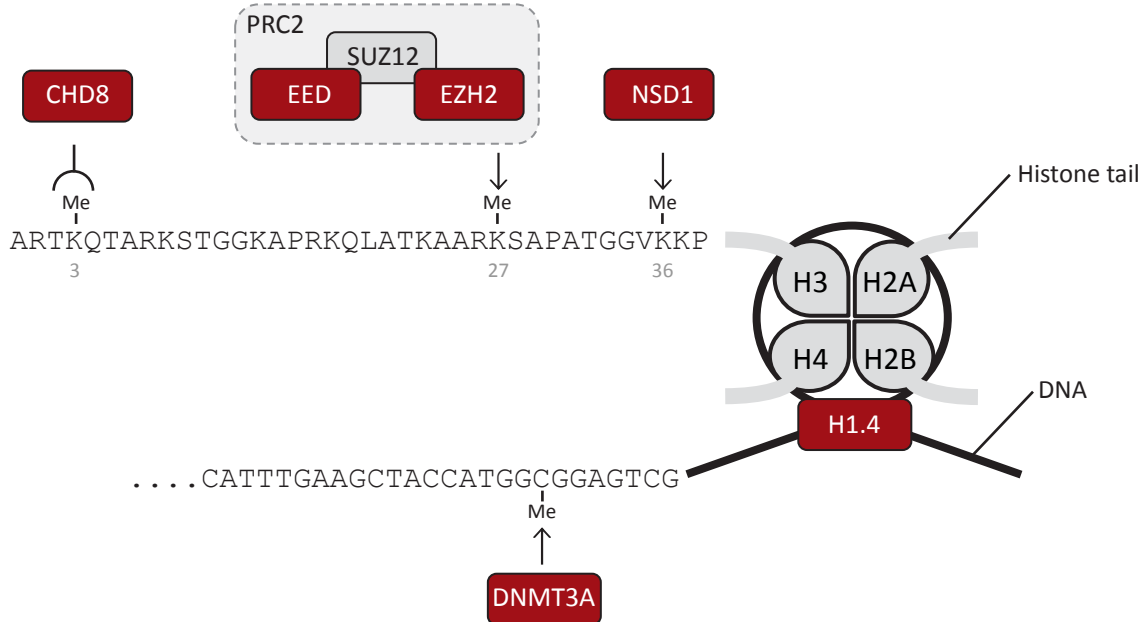 PRC2
SUZ12
CHD8
EED
EZH2
NSD1
Histone tail
Me
Me
Me
ARTKQTARKSTGGKAPRKQLATKAARKSAPATGGVKKP
3
27
36
H3
H2A
H4
H2B
DNA
H1.4
....CATTTGAAGCTACCATGGCGGAGTCG
Me
DNMT3A